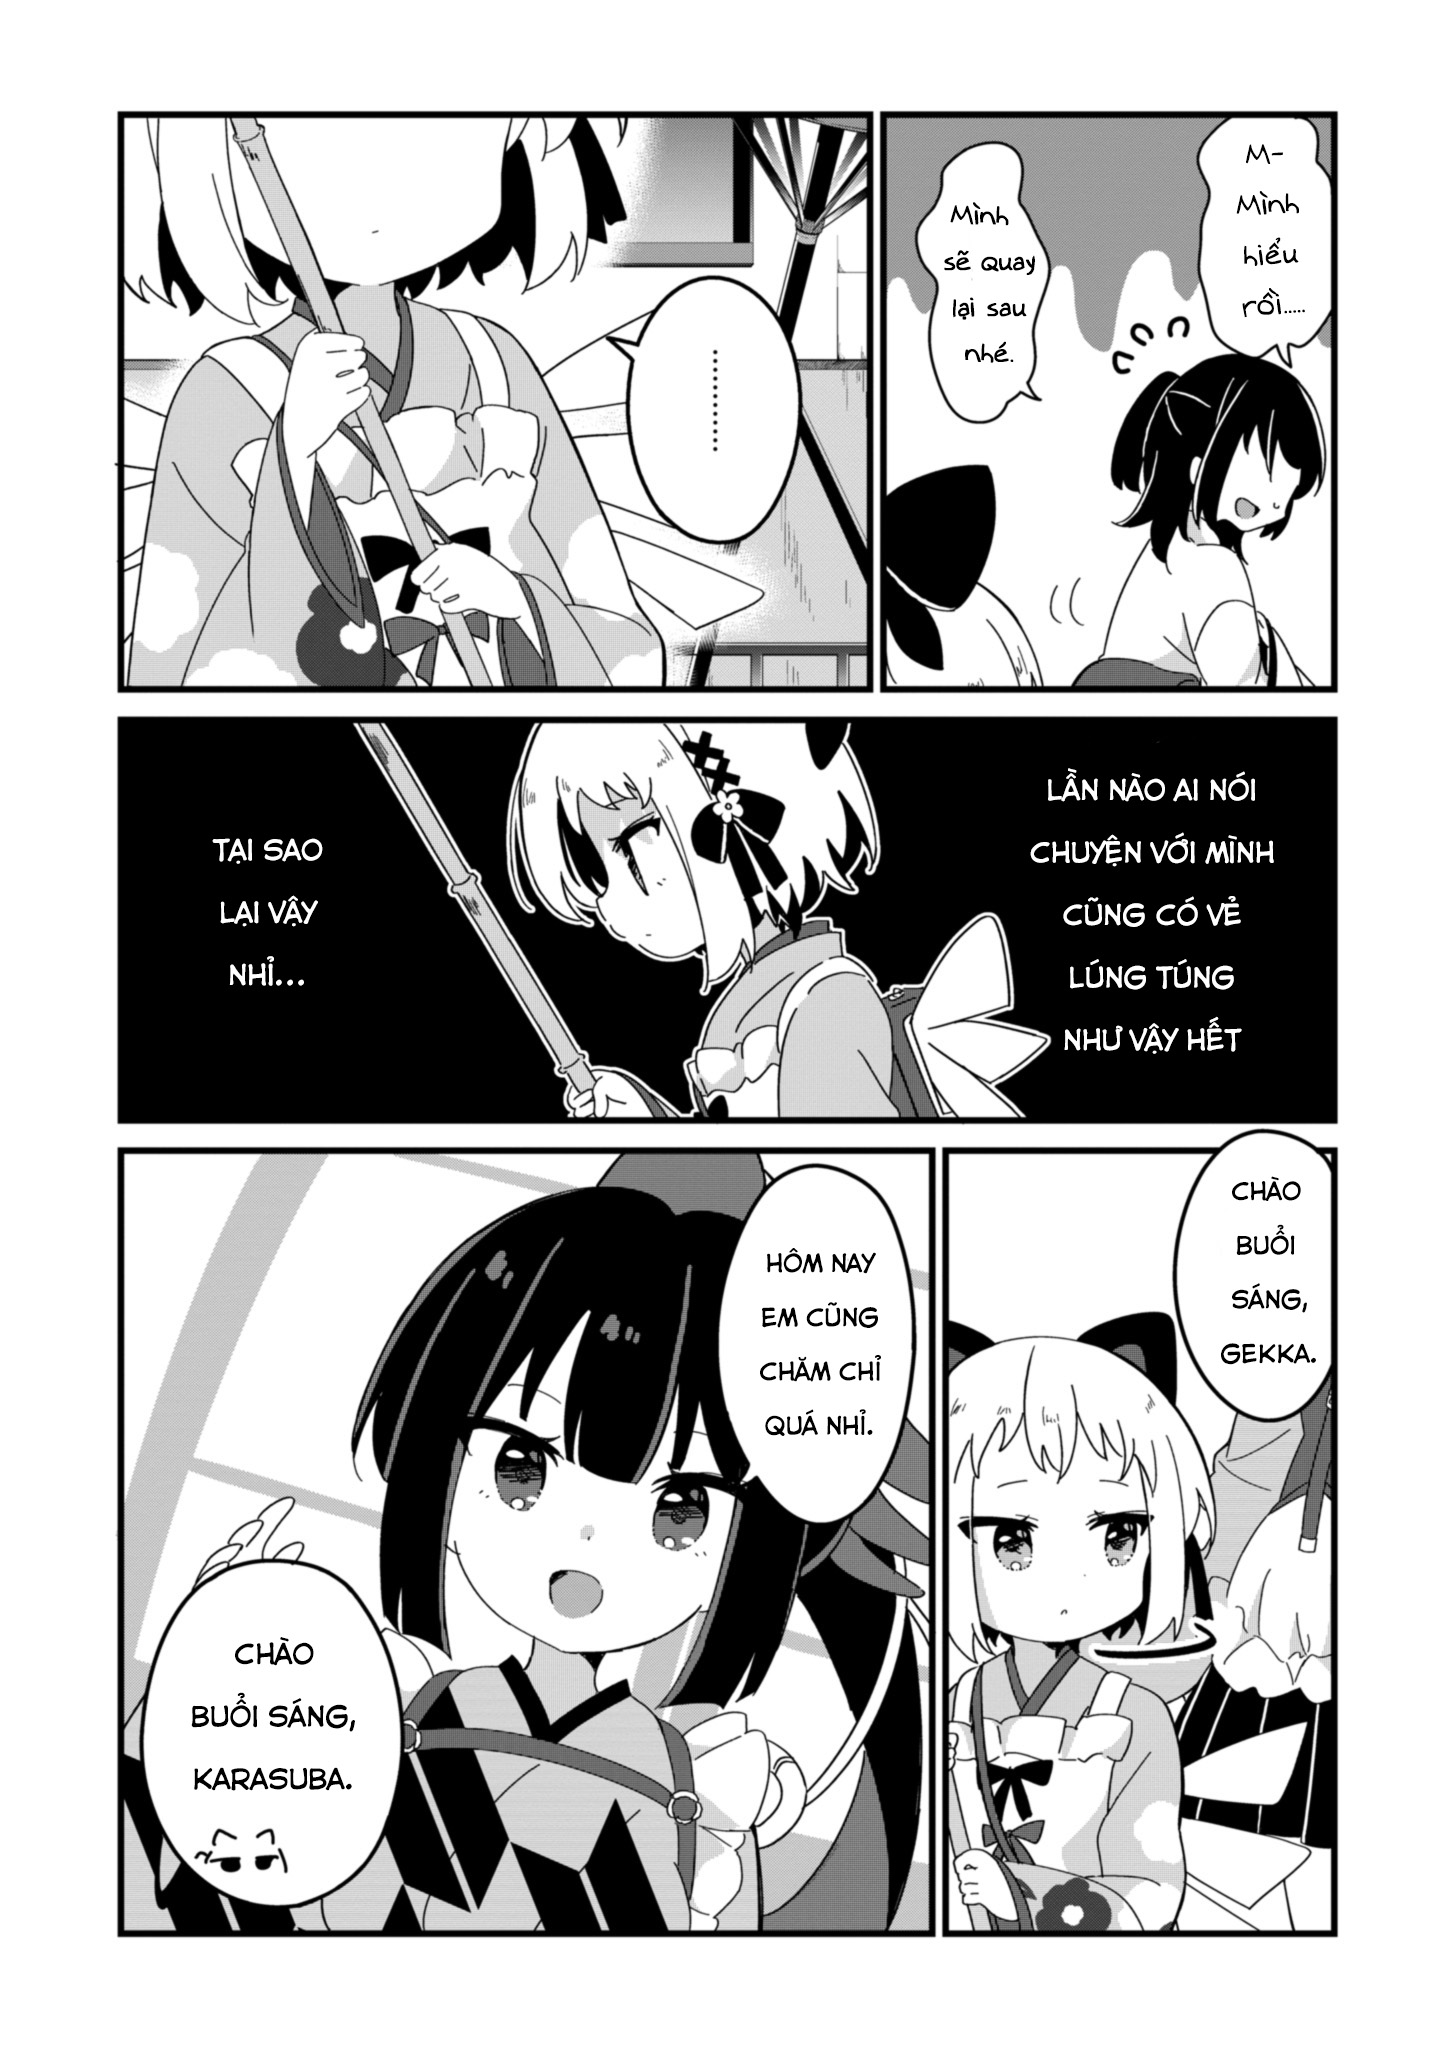 M-
Mình
hiểu
rồi.....
Mình
sẽ quay
lại sau
nhé.
..........
LẦN NÀO AI NÓI
CHUYỆN VỚI MÌNH
CŨNG CÓ VẺ
LÚNG TÚNG
NHƯ VẬY HẾT
TẠI SAO
LẠI VẬY
NHỈ...
CHÀO
BUỔI
SÁNG,
GEKKA.
HÔM NAY
EM CŨNG
CHĂM CHỈ
QUÁ NHỈ.
CHÀO
BUỔI SÁNG,
KARASUBA.